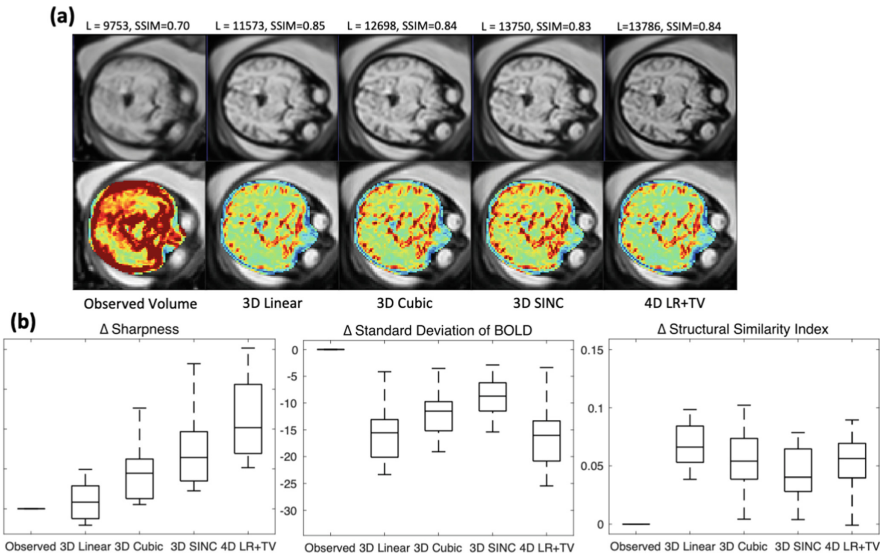 (a)
L = 9753, SSIM=0.70 L = 11573, SSIM=0.85 L = 12698, SSIM=0.84 L = 13750, SSIM=0.83 L=13786, SSIM=0.84
Observed Volume 3D Linear 3D Cubic 3D SINC 4D LR+TV
(b)
Δ Sharpness
Observed 3D Linear 3D Cubic 3D SINC 4D LR+TV
Δ Standard Deviation of BOLD
0
-5
-10
-15
-20
-25
-30
Observed 3D Linear 3D Cubic 3D SINC 4D LR+TV
Δ Structural Similarity Index
0.15
0.1
0.05
0
Observed 3D Linear 3D Cubic 3D SINC 4D LR+TV